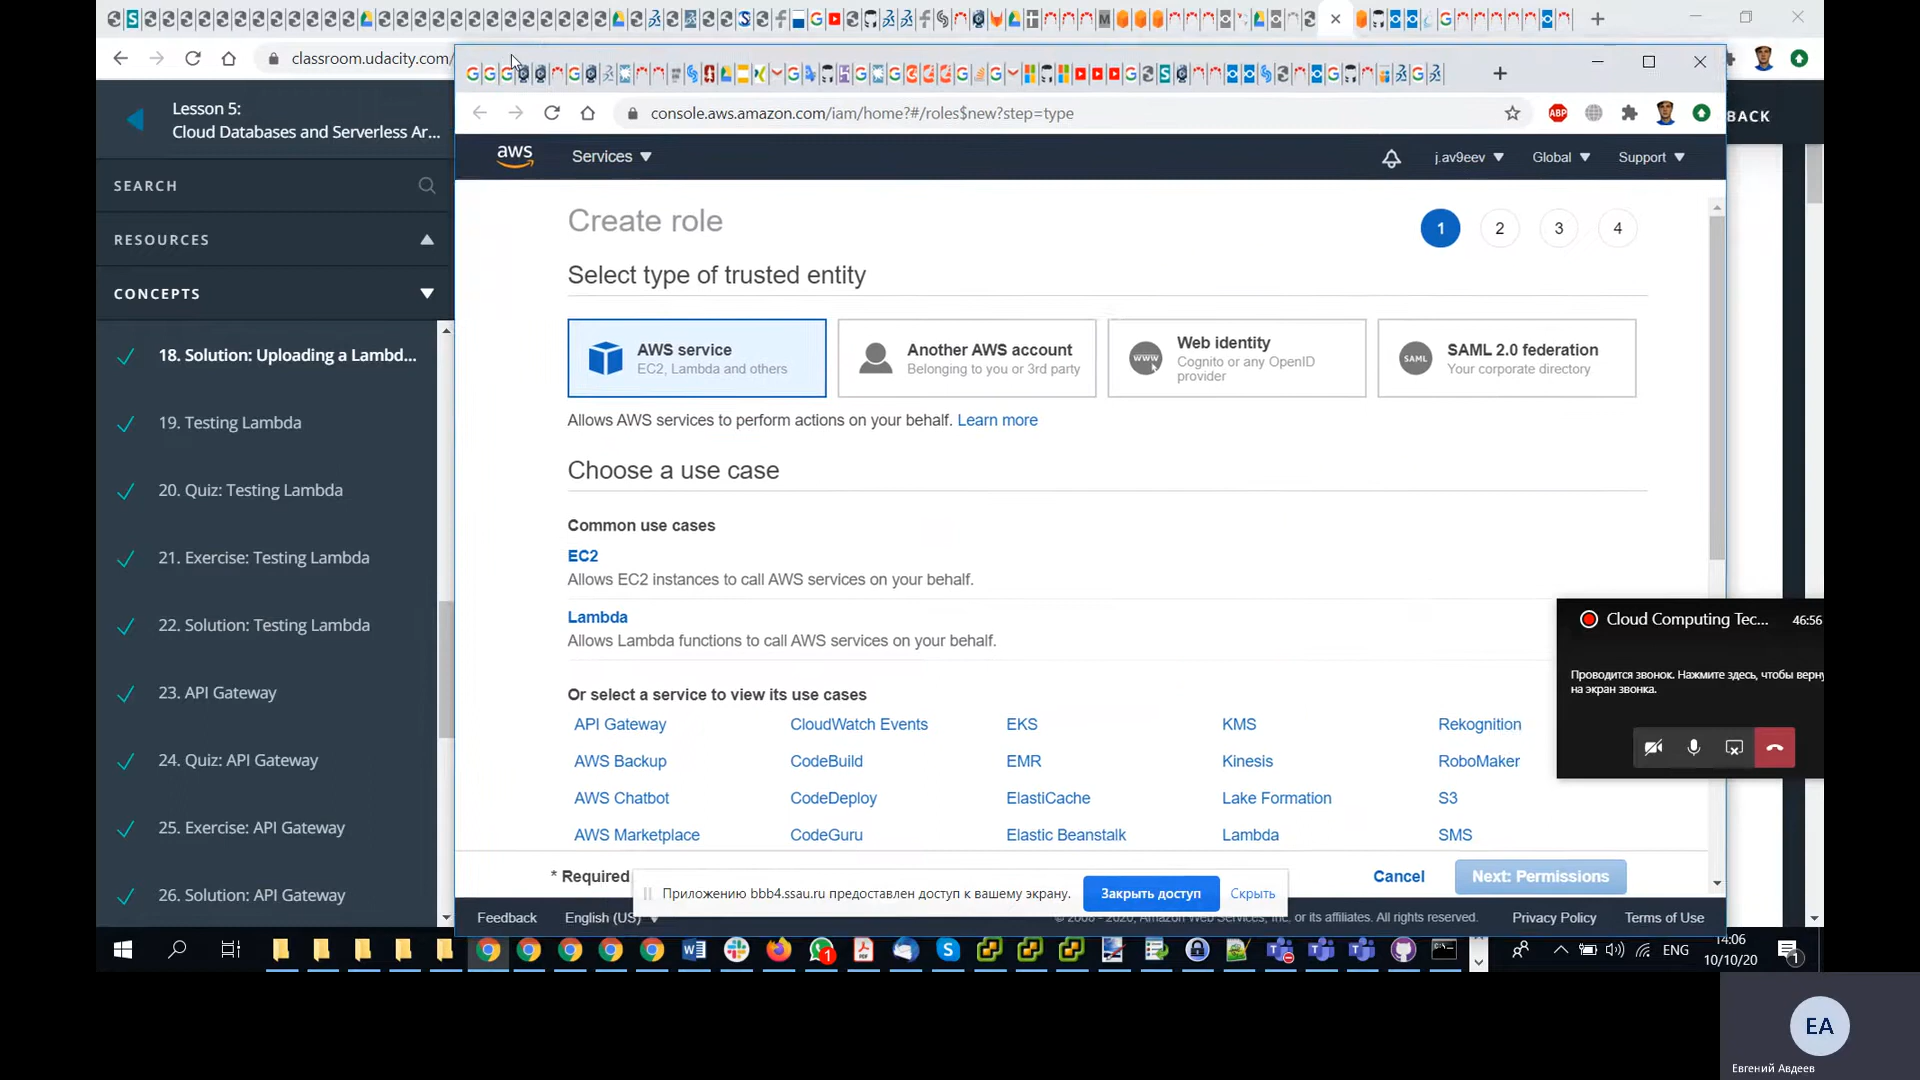 classroom.udacity.com/
BACK
Lesson 5:
Cloud Databases and Serverless Ar...
SEARCH
RESOURCES
CONCEPTS
18. Solution: Uploading a Lambd...
19. Testing Lambda
20. Quiz: Testing Lambda
21. Exercise: Testing Lambda
22. Solution: Testing Lambda
23. API Gateway
24. Quiz: API Gateway
25. Exercise: API Gateway
26. Solution: API Gateway
console.aws.amazon.com/iam/home?#/roles$new?step=type
ABP
aws
Services
j.av9eev
Global
Support
Create role
1
2
3
4
Select type of trusted entity
AWS service
EC2, Lambda and others
Another AWS account
Belonging to you or 3rd party
WWW
Web identity
Cognito or any OpenID
provider
SAML
SAML 2.0 federation
Your corporate directory
Allows AWS services to perform actions on your behalf. Learn more
Choose a use case
Common use cases
EC2
Allows EC2 instances to call AWS services on your behalf.
Lambda
Allows Lambda functions to call AWS services on your behalf.
Or select a service to view its use cases
API Gateway CloudWatch Events EKS KMS Rekognition
AWS Backup CodeBuild EMR Kinesis RoboMaker
AWS Chatbot CodeDeploy ElastiCache Lake Formation S3
AWS Marketplace CodeGuru Elastic Beanstalk Lambda SMS
* Required
Cancel
Next: Permissions
Приложению bbb4.ssau.ru предоставлен доступ к вашему экрану.
Закрыть доступ
Скрыть
Feedback
English (US)
© 2008 - 2020, Amazon Web Services, Inc. or its affiliates. All rights reserved.
Privacy Policy
Terms of Use
Cloud Computing Tec...
46:56
Проводится звонок. Нажмите здесь, чтобы верну
на экран звонка.
ENG
14:06
10/10/20
1
1
EA
Евгений Авдеев